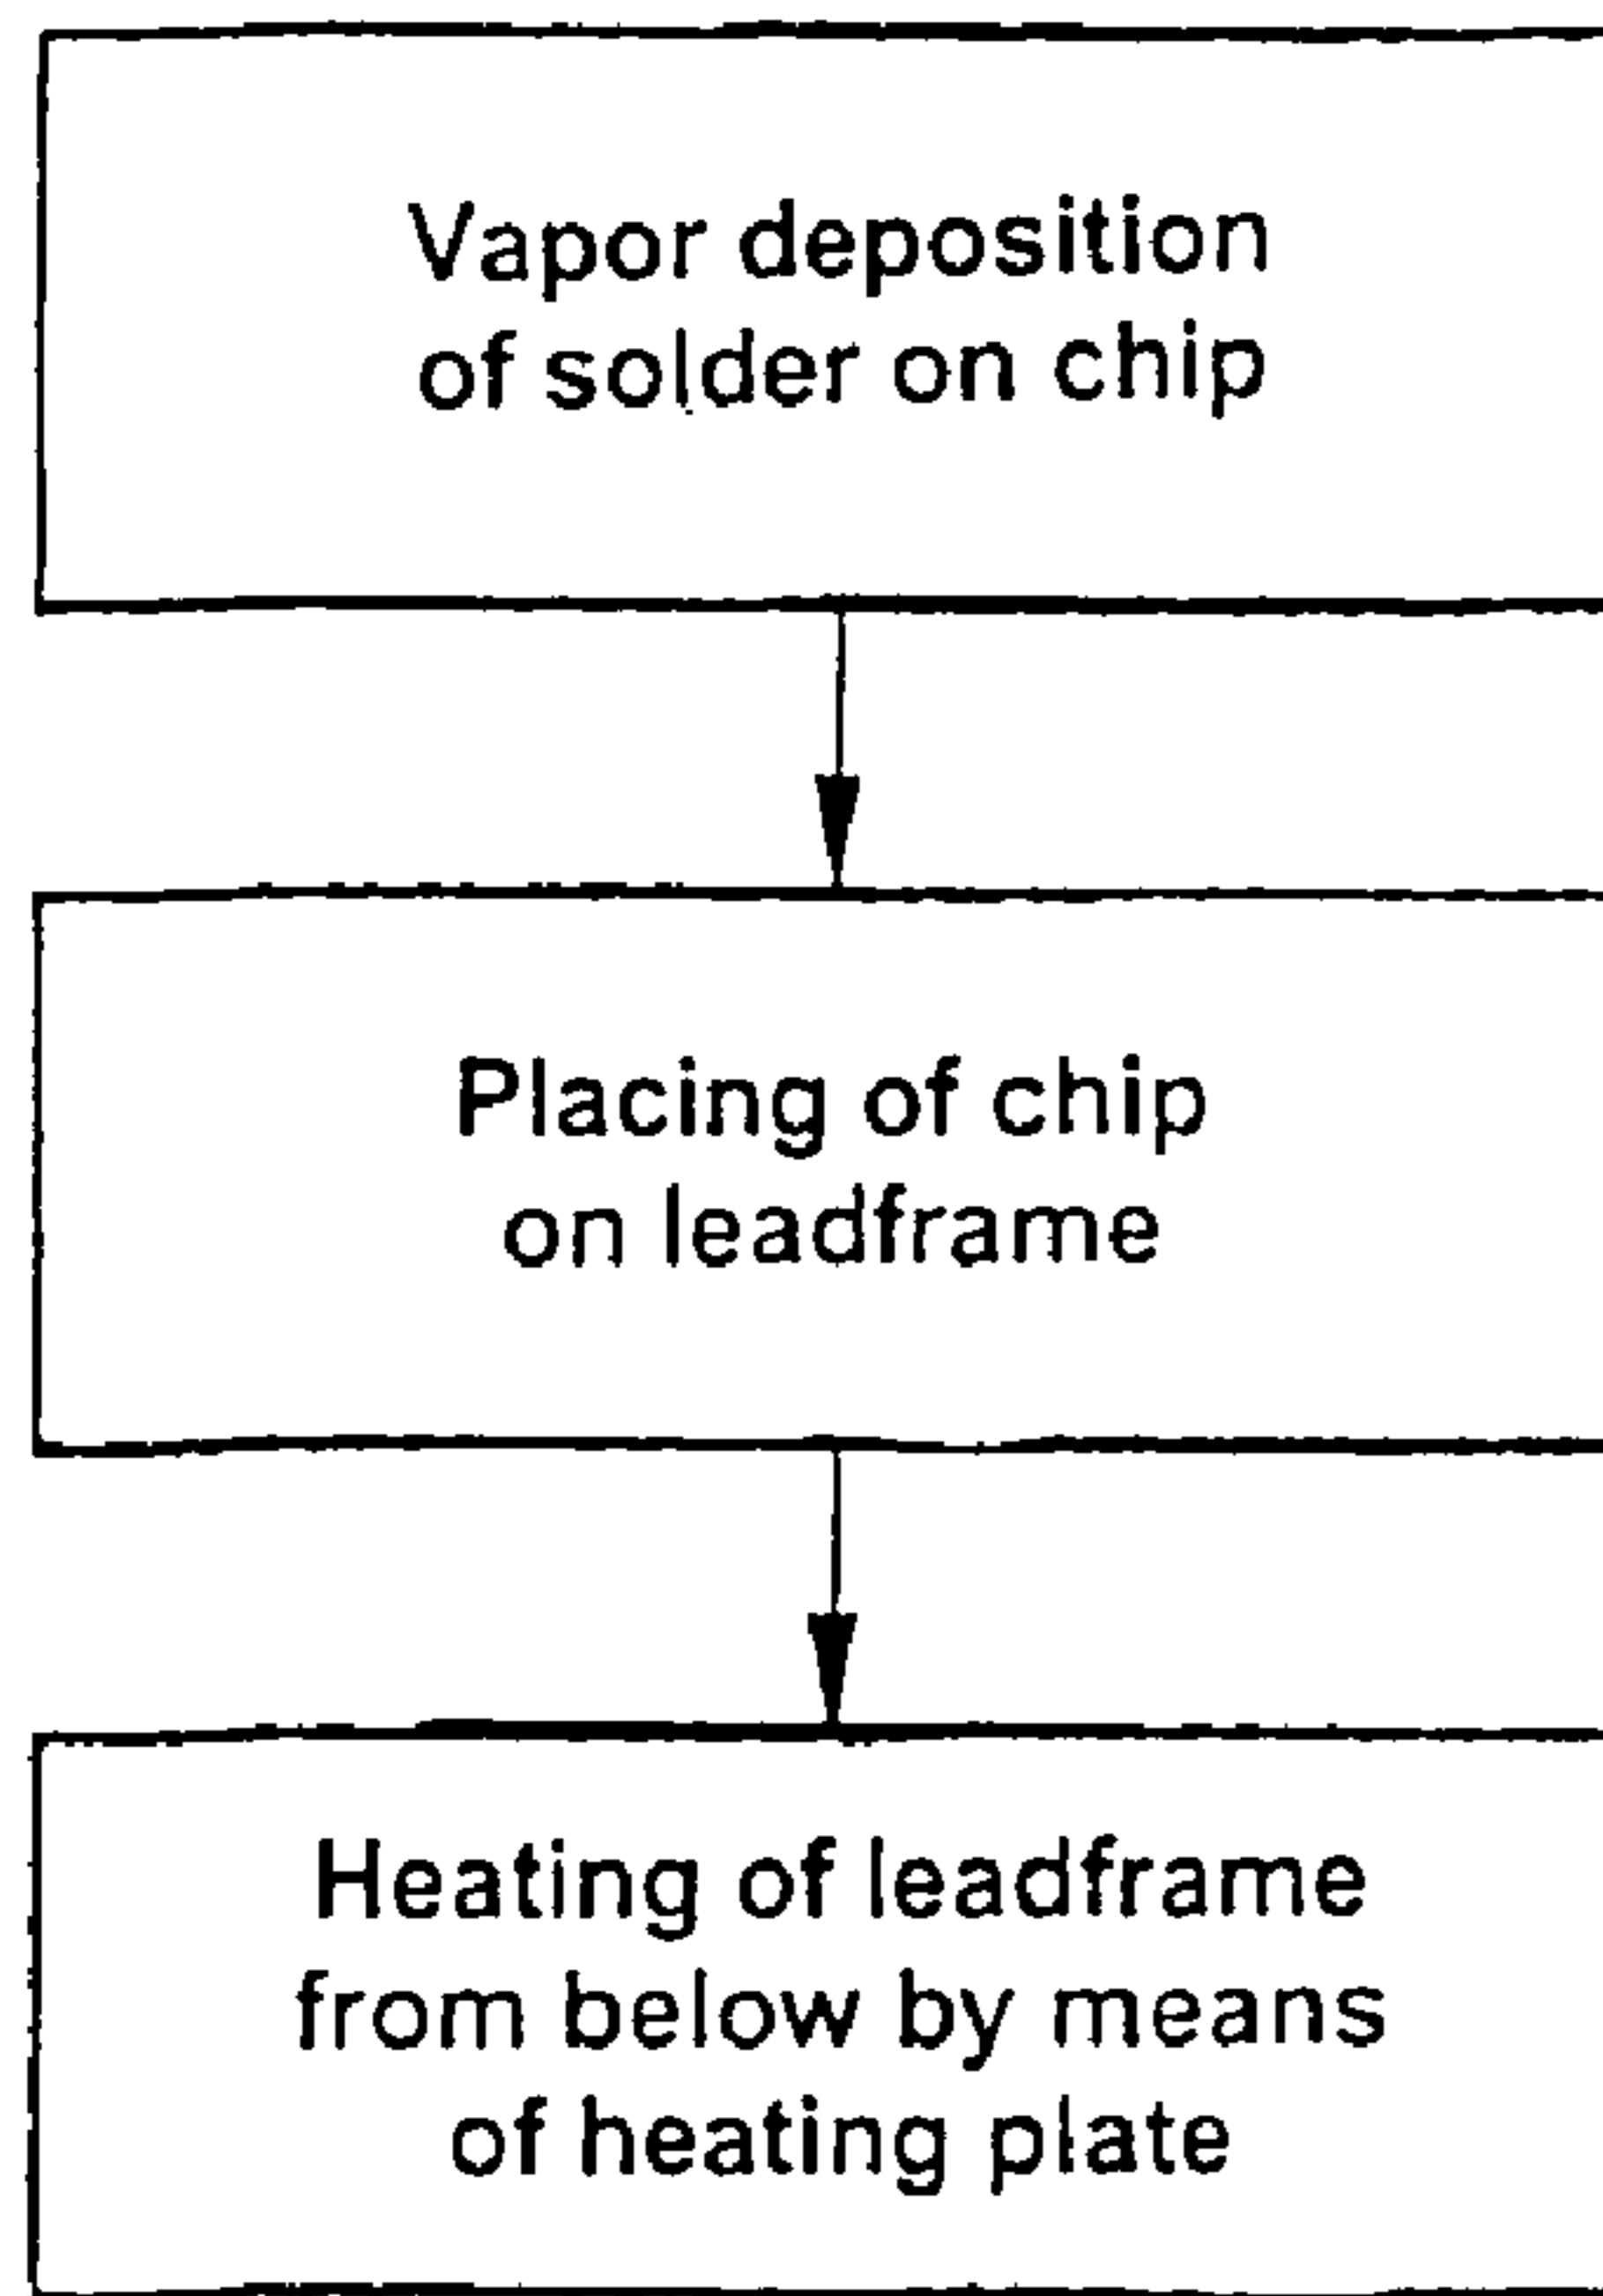 Vapor deposition
of solder on chip
Placing of chip
on leadframe
Heating of leadframe
from below by means
of heating plate